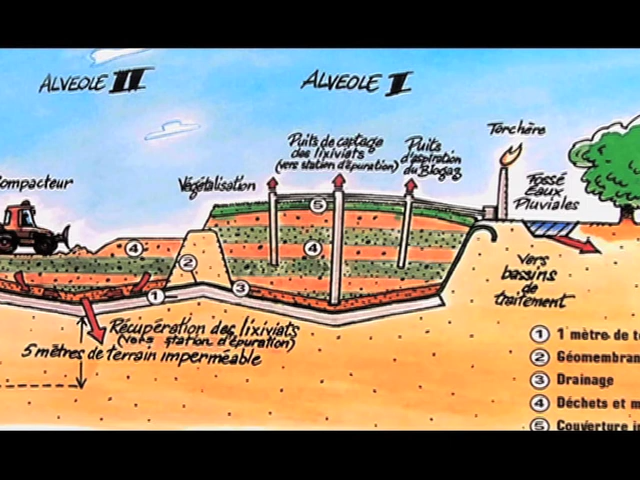 ALVEOLE II
ALVEOLE I
Puits de captage
des lixiviats
(vers station d'épuration)
Puits
d'aspiration
du Biogaz
Torchère
Compacteur
Végétalisation
Fossé
Eaux
Pluviales
5
4
4
2
3
1
Vers
bassins
de
traitement
Récupération des lixiviats
(vers station d'épuration)
5 mètres de terrain imperméable
1 1 mètre de t
2 Géomembran
3 Drainage
4 Déchets et m
5 Couverture i